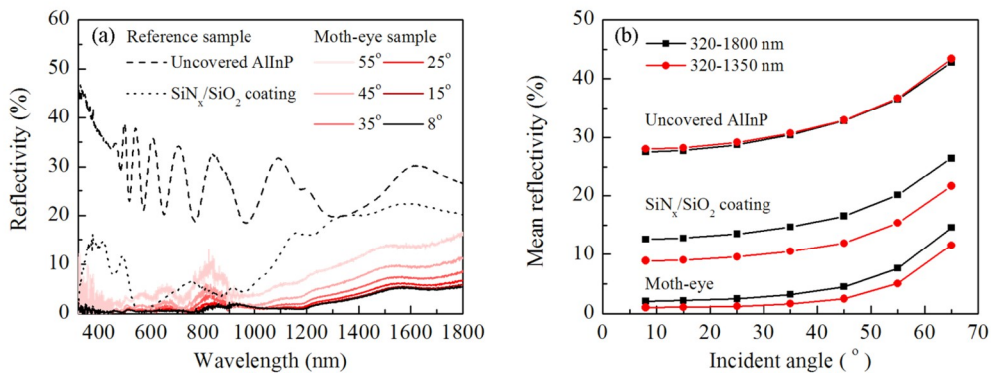 (a)
Reference sample
Moth-eye sample
Uncovered AlInP
SiNx/SiO2 coating
55° 25°
45° 15°
35° 8°
60
50
40
30
20
10
0
Reflectivity (%)
400 600 800 1000 1200 1400 1600 1800
Wavelength (nm)
(b)
320-1800 nm
320-1350 nm
Uncovered AlInP
SiNx/SiO2 coating
Moth-eye
50
40
30
20
10
0
Mean reflectivity (%)
0 10 20 30 40 50 60 70
Incident angle ( ° )